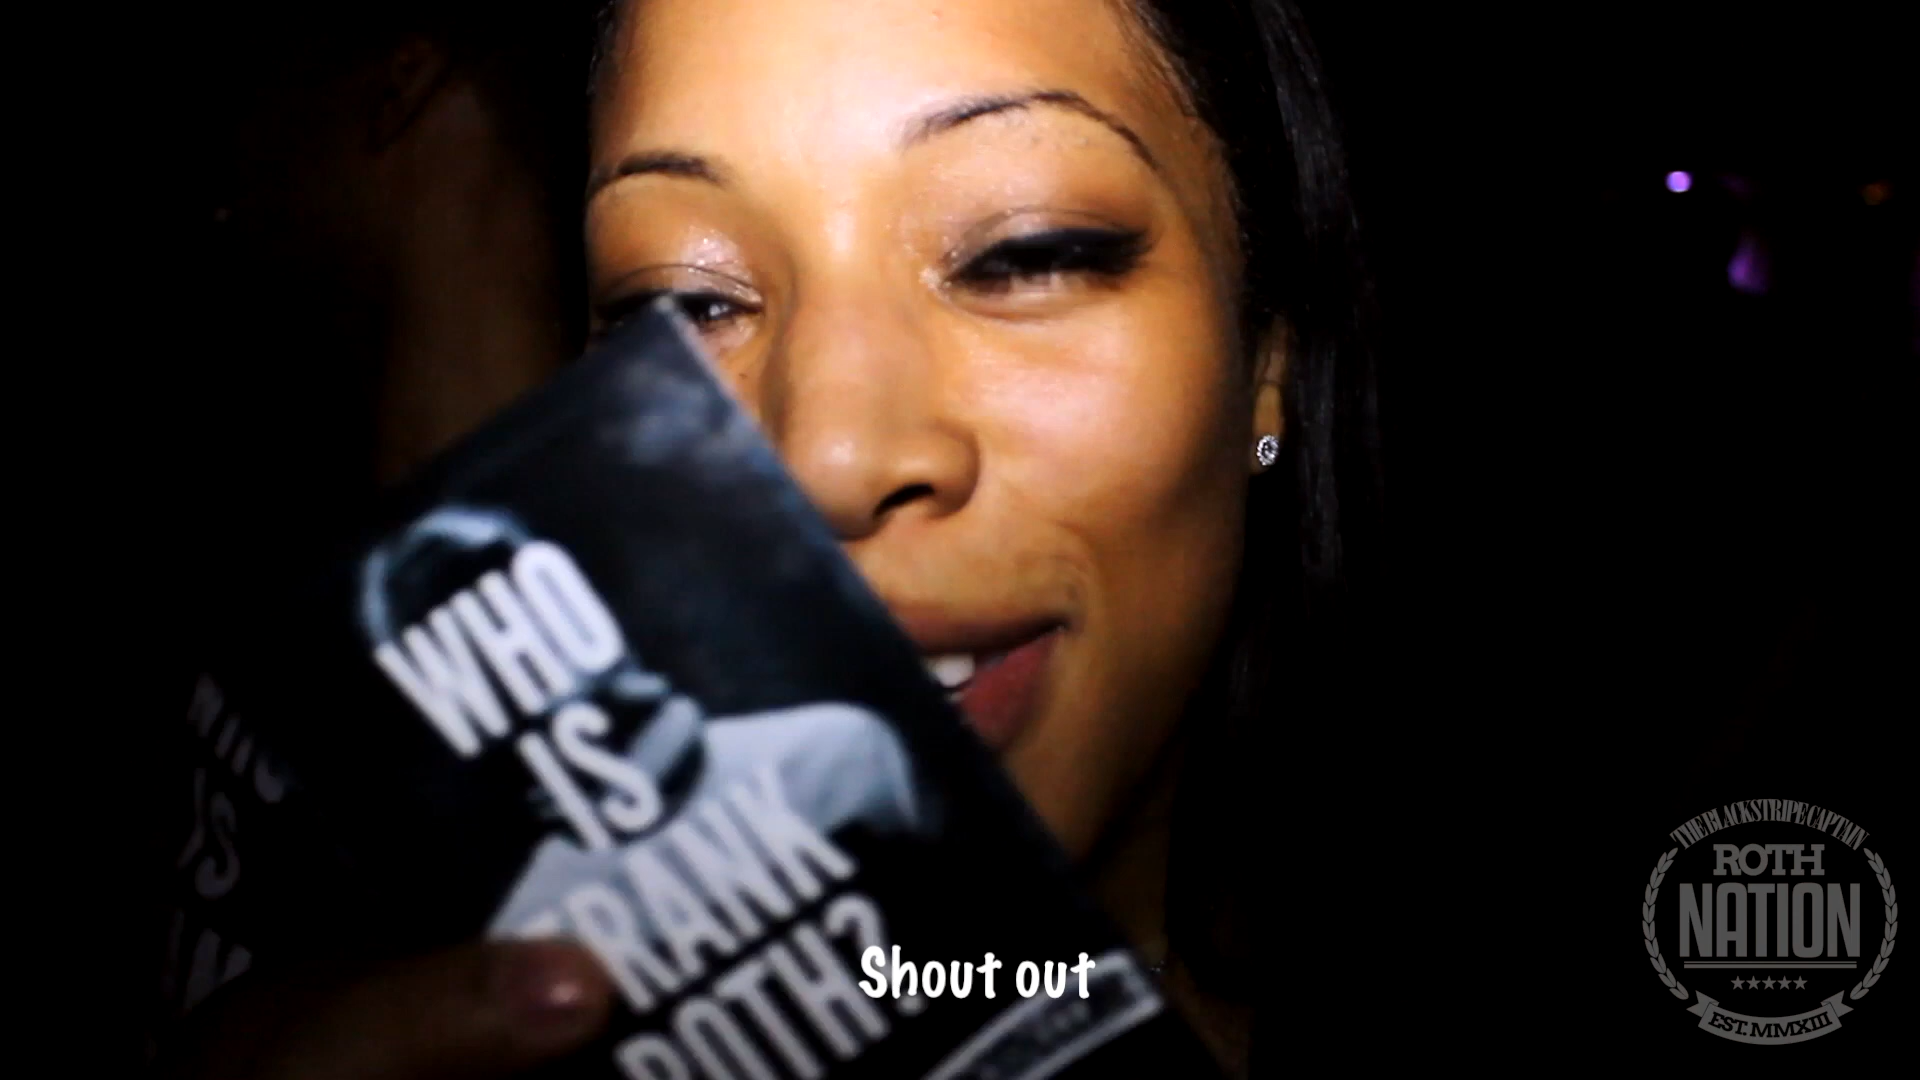 WHO
IS
FRANK
ROTH?
Shout out
THE BLACKSTRIPE CAPTAIN
ROTH
NATION
EST. MMXIII